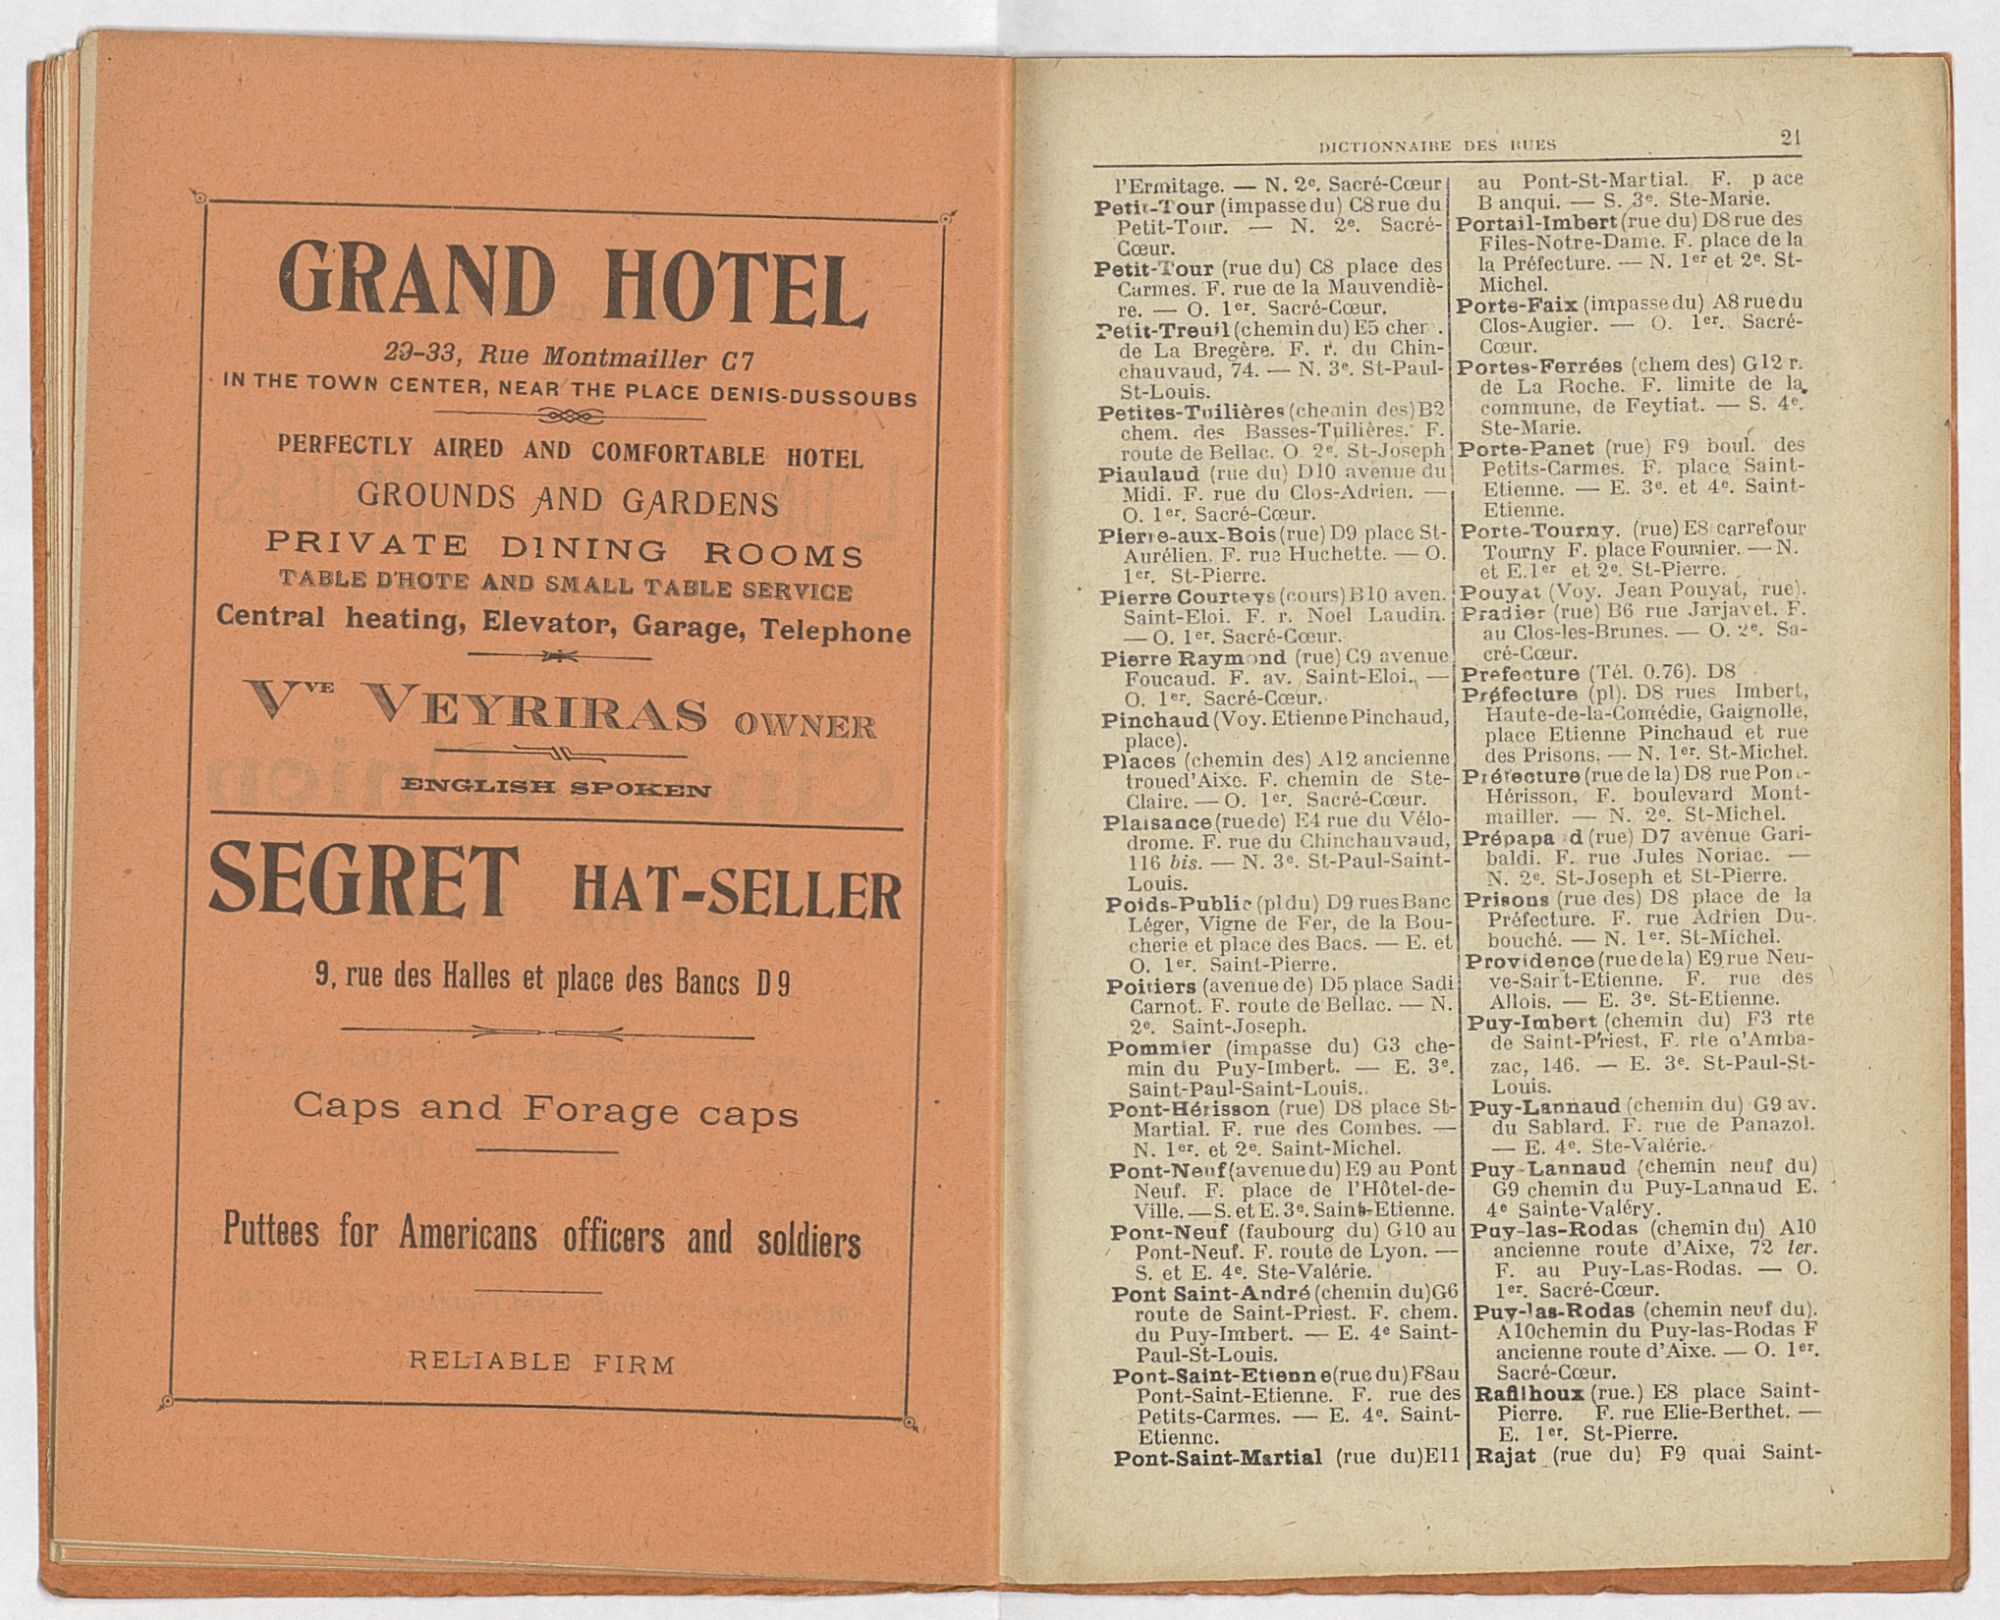 GRAND HOTEL
29-33, Rue Montmailler C7
IN THE TOWN CENTER, NEAR THE PLACE DENIS-DUSSOUBS
PERFECTLY AIRED AND COMFORTABLE HOTEL
GROUNDS AND GARDENS
PRIVATE DINING ROOMS
TABLE D'HOTE AND SMALL TABLE SERVICE
Central heating, Elevator, Garage, Telephone
Vve VEYRIRAS OWNER
ENGLISH SPOKEN
SEGRET HAT-SELLER
9, rue des Halles et place des Bancs D9
Caps and Forage caps
Puttees for Americans officers and soldiers
RELIABLE FIRM
DICTIONNAIRE DES RUES 21
l'Ermitage. — N. 2e. Sacré-Cœur
Petit-Tour (impasse du) C8 rue du
Petit-Tour. — N. 2e. Sacré-
Cœur.
Petit-Tour (rue du) C8 place des
Carmes. F. rue de la Mauvendiè-
re. — O. 1er. Sacré-Cœur.
Petit-Treuil (chemin du) E5 chem.
de La Bregère. F. r. du Chin-
chauvaud, 74. — N. 3e. St-Paul-
St-Louis.
Petites-Tuilières (chemin des) B2
chem. des Basses-Tuilières. F.
route de Bellac. O. 2e. St-Joseph
Piaulaud (rue du) D10 avenue du
Midi. F. rue du Clos-Adrien. —
O. 1er. Sacré-Cœur.
Pierre-aux-Bois (rue) D9 place St-
Aurélien. F. rue Huchette. — O.
1er. St-Pierre.
Pierre Courteys (cours) B10 aven.
Saint-Eloi. F. r. Noel Laudin.
— O. 1er. Sacré-Cœur.
Pierre Raymond (rue) C9 avenue
Foucaud. F. av. Saint-Eloi. —
O. 1er. Sacré-Cœur.
Pinchaud (Voy. Etienne Pinchaud,
place).
Places (chemin des) A12 ancienne
troued'Aixe. F. chemin de Ste-
Claire. — O. 1er. Sacré-Cœur.
Plaisance (rue de) E4 rue du Vélo-
drome. F. rue du Chinchauvaud,
116 bis. — N. 3e. St-Paul-Saint-
Louis.
Poids-Public (pl du) D9 rues Banc
Léger, Vigne de Fer, de la Bou-
cherie et place des Bacs. — E. et
O. 1er. Saint-Pierre.
Poitiers (avenue de) D5 place Sadi
Carnot. F. route de Bellac. — N.
2e. Saint-Joseph.
Pommier (impasse du) G3 che-
min du Puy-Imbert. — E. 3e.
Saint-Paul-Saint-Louis.
Pont-Hérisson (rue) D8 place St-
Martial. F. rue des Combes. —
N. 1er. et 2e. Saint-Michel.
Pont-Neuf (avenue du) E9 au Pont
Neuf. F. place de l'Hôtel-de-
Ville. — S. et E. 3e. Saint-Etienne.
Pont-Neuf (faubourg du) G10 au
Pont-Neuf. F. route de Lyon. —
S. et E. 4e. Ste-Valérie.
Pont Saint-André (chemin du) G6
route de Saint-Priest. F. chem.
du Puy-Imbert. — E. 4e Saint-
Paul-St-Louis.
Pont-Saint-Etienne (rue du) F8 au
Pont-Saint-Etienne. F. rue des
Petits-Carmes. — E. 4e. Saint-
Etienne.
Pont-Saint-Martial (rue du) E11
au Pont-St-Martial. F. p ace
B anqui. — S. 3e. Ste-Marie.
Portail-Imbert (rue du) D8 rue des
Filles-Notre-Dame. F. place de la
la Préfecture. — N. 1er et 2e. St-
Michel.
Porte-Faix (impasse du) A8 rue du
Clos-Augier. — O. 1er. Sacré-
Cœur.
Portes-Ferrées (chem des) G12 r.
de La Roche. F. limite de la
commune, de Feytiat. — S. 4e.
Ste-Marie.
Porte-Panet (rue) F9 boul. des
Petits-Carmes. F. place Saint-
Etienne. — E. 3e. et 4e. Saint-
Etienne.
Porte-Tourny. (rue) E8 carrefour
Tourny F. place Fournier. — N.
et E. 1er et 2e. St-Pierre.
Pouyat (Voy. Jean Pouyat, rue).
Pradier (rue) B6 rue Jarjavet. F.
au Clos-les-Brunes. — O. 2e. Sa-
cré-Cœur.
Préfecture (Tél. 0.76). D8
Préfecture (pl). D8 rues Imbert,
Haute-de-la-Comédie, Gaignolle,
place Etienne Pinchaud et rue
des Prisons. — N. 1er. St-Michel.
Préfecture (rue de la) D8 rue Pont-
Hérisson. F. boulevard Mont-
mailler. — N. 2e. St-Michel.
Prépapa d (rue) D7 avenue Gari-
baldi. F. rue Jules Noriac. —
N. 2e. St-Joseph et St-Pierre.
Prisons (rue des) D8 place de la
Préfecture. F. rue Adrien Du-
bouché. — N. 1er. St-Michel.
Providence (rue de la) E9 rue Neu-
ve-Saint-Etienne. F. rue des
Allois. — E. 3e. St-Etienne.
Puy-Imbert (chemin du) F3 rte
de Saint-Priest. F. rte d'Amba-
zac, 146. — E. 3e. St-Paul-St-
Louis.
Puy-Lannaud (chemin du) G9 av.
du Sablard. F. rue de Panazol.
— E. 4e. Ste-Valérie.
Puy-Lannaud (chemin neuf du)
G9 chemin du Puy-Lannaud E.
4e Sainte-Valéry.
Puy-las-Rodas (chemin du) A10
ancienne route d'Aixe, 72 ter.
F. au Puy-Las-Rodas. — O.
1er. Sacré-Cœur.
Puy-las-Rodas (chemin neuf du).
A10 chemin du Puy-las-Rodas F
ancienne route d'Aixe. — O. 1er.
Sacré-Cœur.
Rafilhoux (rue.) E8 place Saint-
Pierre. F. rue Elie-Berthet. —
E. 1er. St-Pierre.
Rajat (rue du) F9 quai Saint-